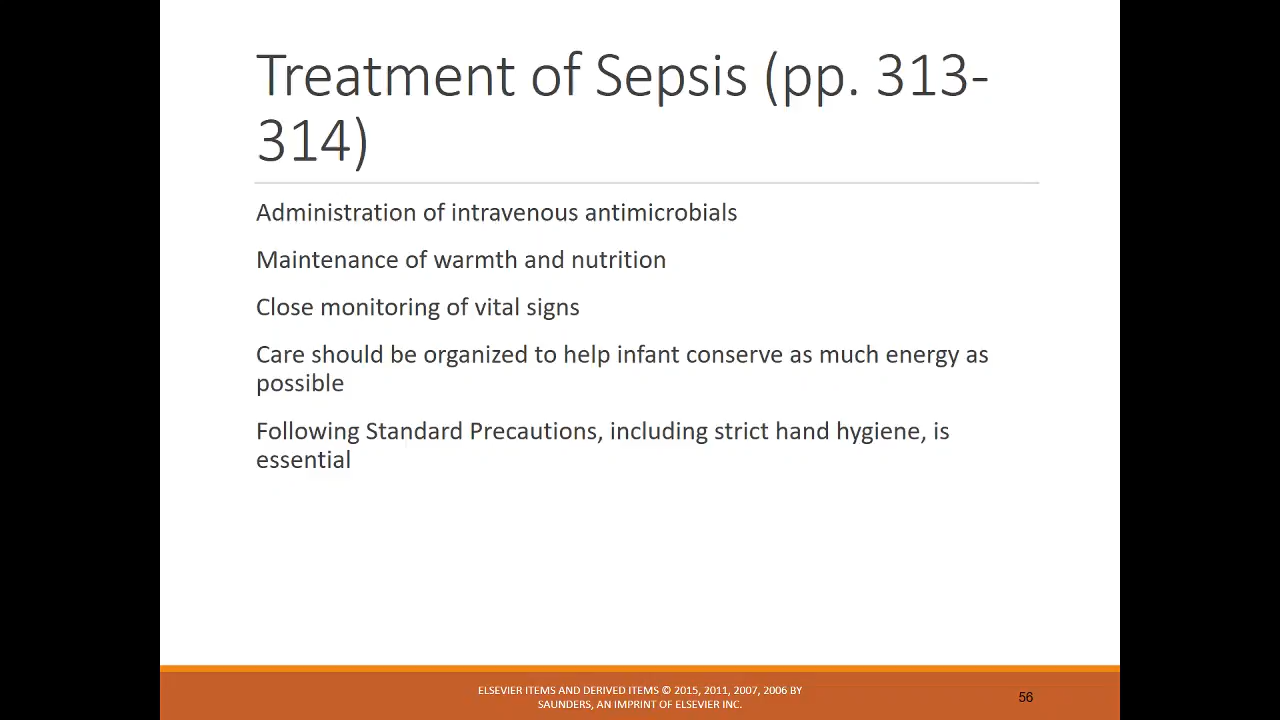 Treatment of Sepsis (pp. 313-
314)
Administration of intravenous antimicrobials
Maintenance of warmth and nutrition
Close monitoring of vital signs
Care should be organized to help infant conserve as much energy as
possible
Following Standard Precautions, including strict hand hygiene, is
essential
ELSEVIER ITEMS AND DERIVED ITEMS © 2015, 2011, 2007, 2006 BY
SAUNDERS, AN IMPRINT OF ELSEVIER INC.
56